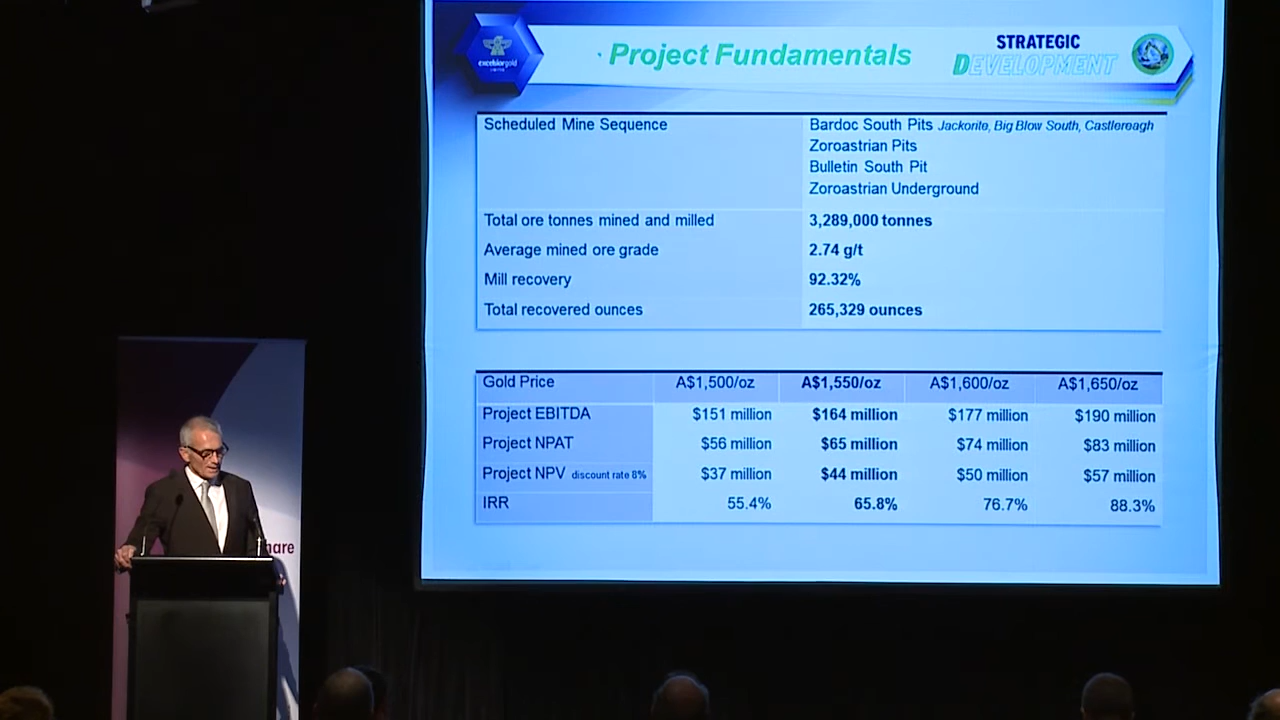 excelsiorgold
LIMITED
Project Fundamentals
STRATEGIC
DEVELOPMENT
Scheduled Mine Sequence
Bardoc South Pits Jackorite, Big Blow South, Castlereagh
Zoroastrian Pits
Bulletin South Pit
Zoroastrian Underground
Total ore tonnes mined and milled 3,289,000 tonnes
Average mined ore grade 2.74 g/t
Mill recovery 92.32%
Total recovered ounces 265,329 ounces
Gold Price A$1,500/oz A$1,550/oz A$1,600/oz A$1,650/oz
Project EBITDA $151 million $164 million $177 million $190 million
Project NPAT $56 million $65 million $74 million $83 million
Project NPV discount rate 8% $37 million $44 million $50 million $57 million
IRR 55.4% 65.8% 76.7% 88.3%
hare